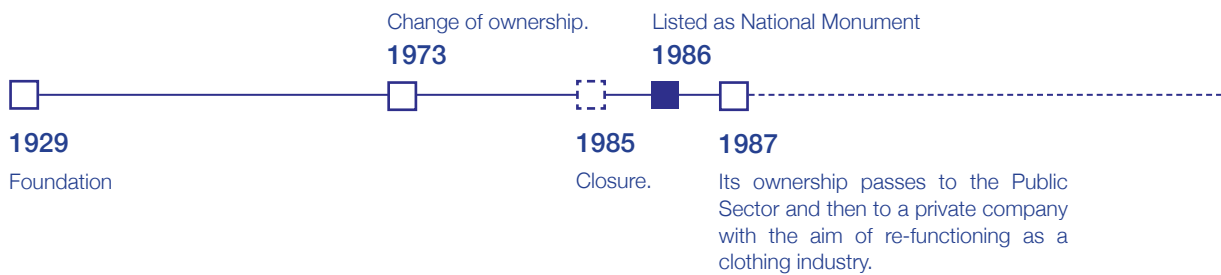 Change of ownership.
1973
Listed as National Monument
1986
1929
Foundation
1985
Closure.
1987
Its ownership passes to the Public
Sector and then to a private company
with the aim of re-functioning as a
clothing industry.